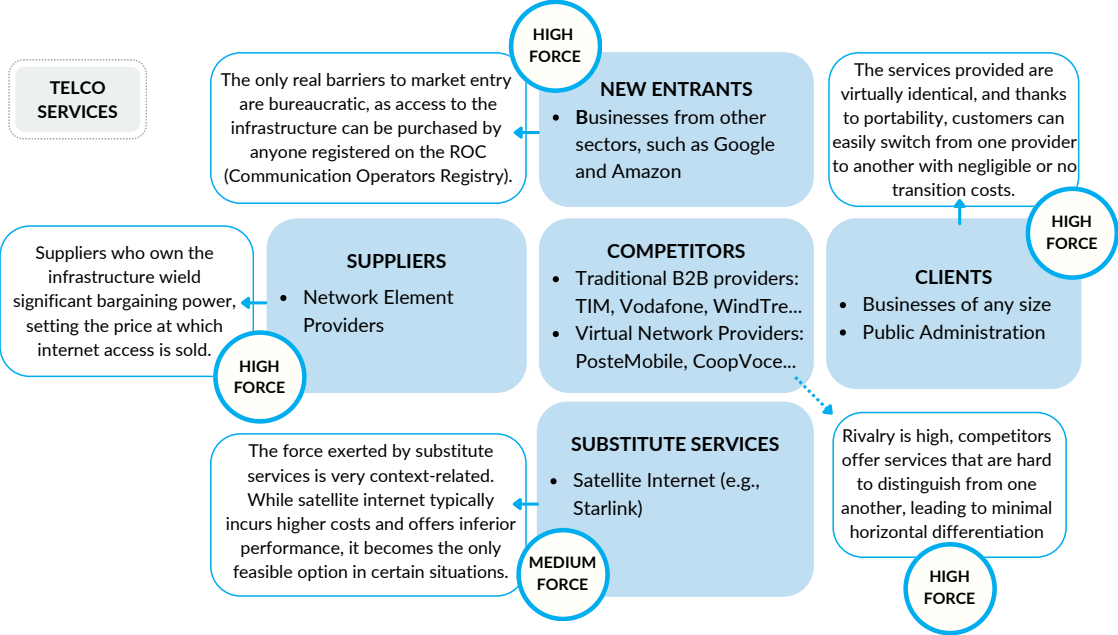 TELCO
SERVICES
The only real barriers to market entry
are bureaucratic, as access to the
infrastructure can be purchased by
anyone registered on the ROC
(Communication Operators Registry).
HIGH
FORCE
NEW ENTRANTS
• Businesses from other
sectors, such as Google
and Amazon
The services provided are
virtually identical, and thanks
to portability, customers can
easily switch from one provider
to another with negligible or no
transition costs.
HIGH
FORCE
Suppliers who own the
infrastructure wield
significant bargaining power,
setting the price at which
internet access is sold.
HIGH
FORCE
SUPPLIERS
• Network Element
Providers
COMPETITORS
• Traditional B2B providers:
TIM, Vodafone, WindTre...
• Virtual Network Providers:
PosteMobile, CoopVoce...
CLIENTS
• Businesses of any size
• Public Administration
The force exerted by substitute
services is very context-related.
While satellite internet typically
incurs higher costs and offers inferior
performance, it becomes the only
feasible option in certain situations.
SUBSTITUTE SERVICES
• Satellite Internet (e.g.,
Starlink)
MEDIUM
FORCE
Rivalry is high, competitors
offer services that are hard
to distinguish from one
another, leading to minimal
horizontal differentiation
HIGH
FORCE